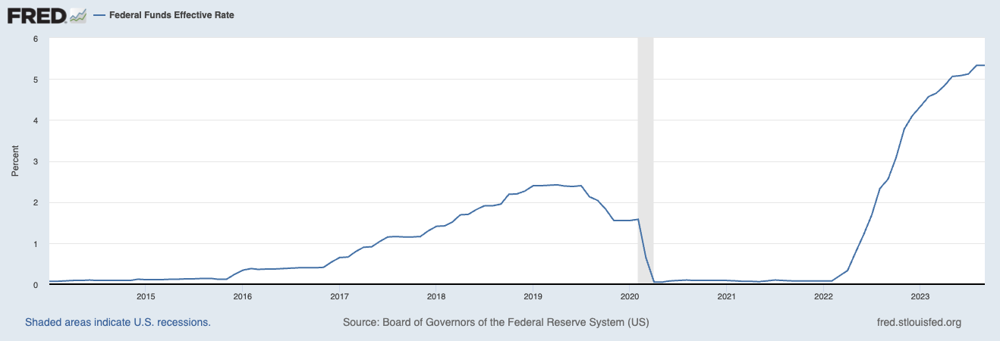 FRED Federal Funds Effective Rate
6
5
4
3
2
1
0
Percent
2015 2016 2017 2018 2019 2020 2021 2022 2023
Shaded areas indicate U.S. recessions. Source: Board of Governors of the Federal Reserve System (US) fred.stlouisfed.org